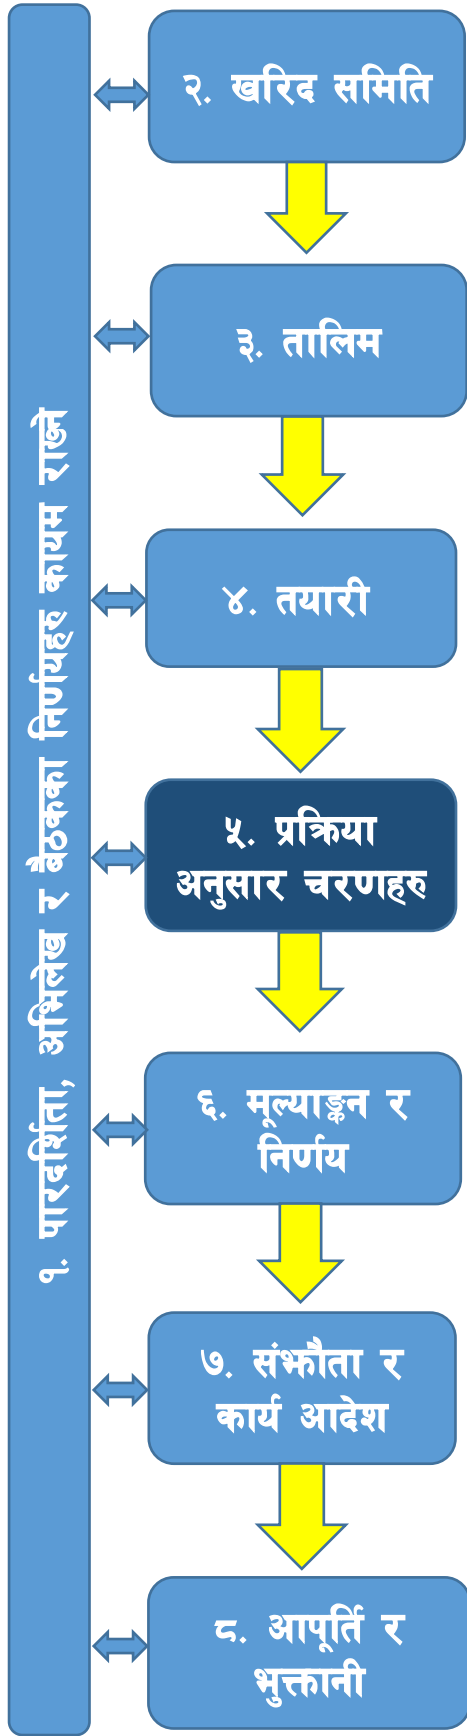 १. पारदर्शिता, अभिलेख र बैठकका निर्णयहरु कायम राख्ने
२. खरिद समिति
३. तालिम
४. तयारी
५. प्रक्रिया
अनुसार चरणहरु
६. मूल्याङ्कन र
निर्णय
७. संझौता र
कार्य आदेश
८. आपूर्ति र
भुक्तानी